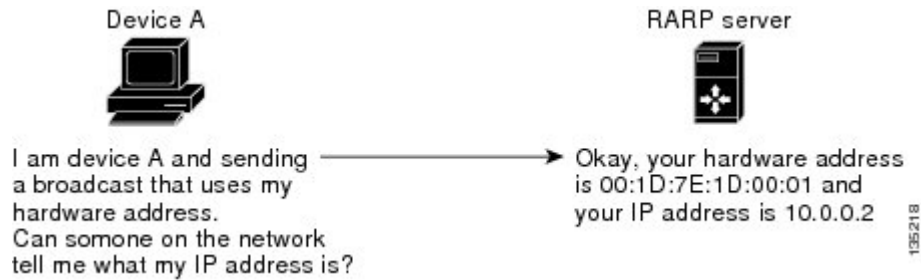 Device A
RARP server
I am device A and sending
a broadcast that uses my
hardware address.
Can somone on the network
tell me what my IP address is?
Okay, your hardware address
is 00:1D:7E:1D:00:01 and
your IP address is 10.0.0.2
135218